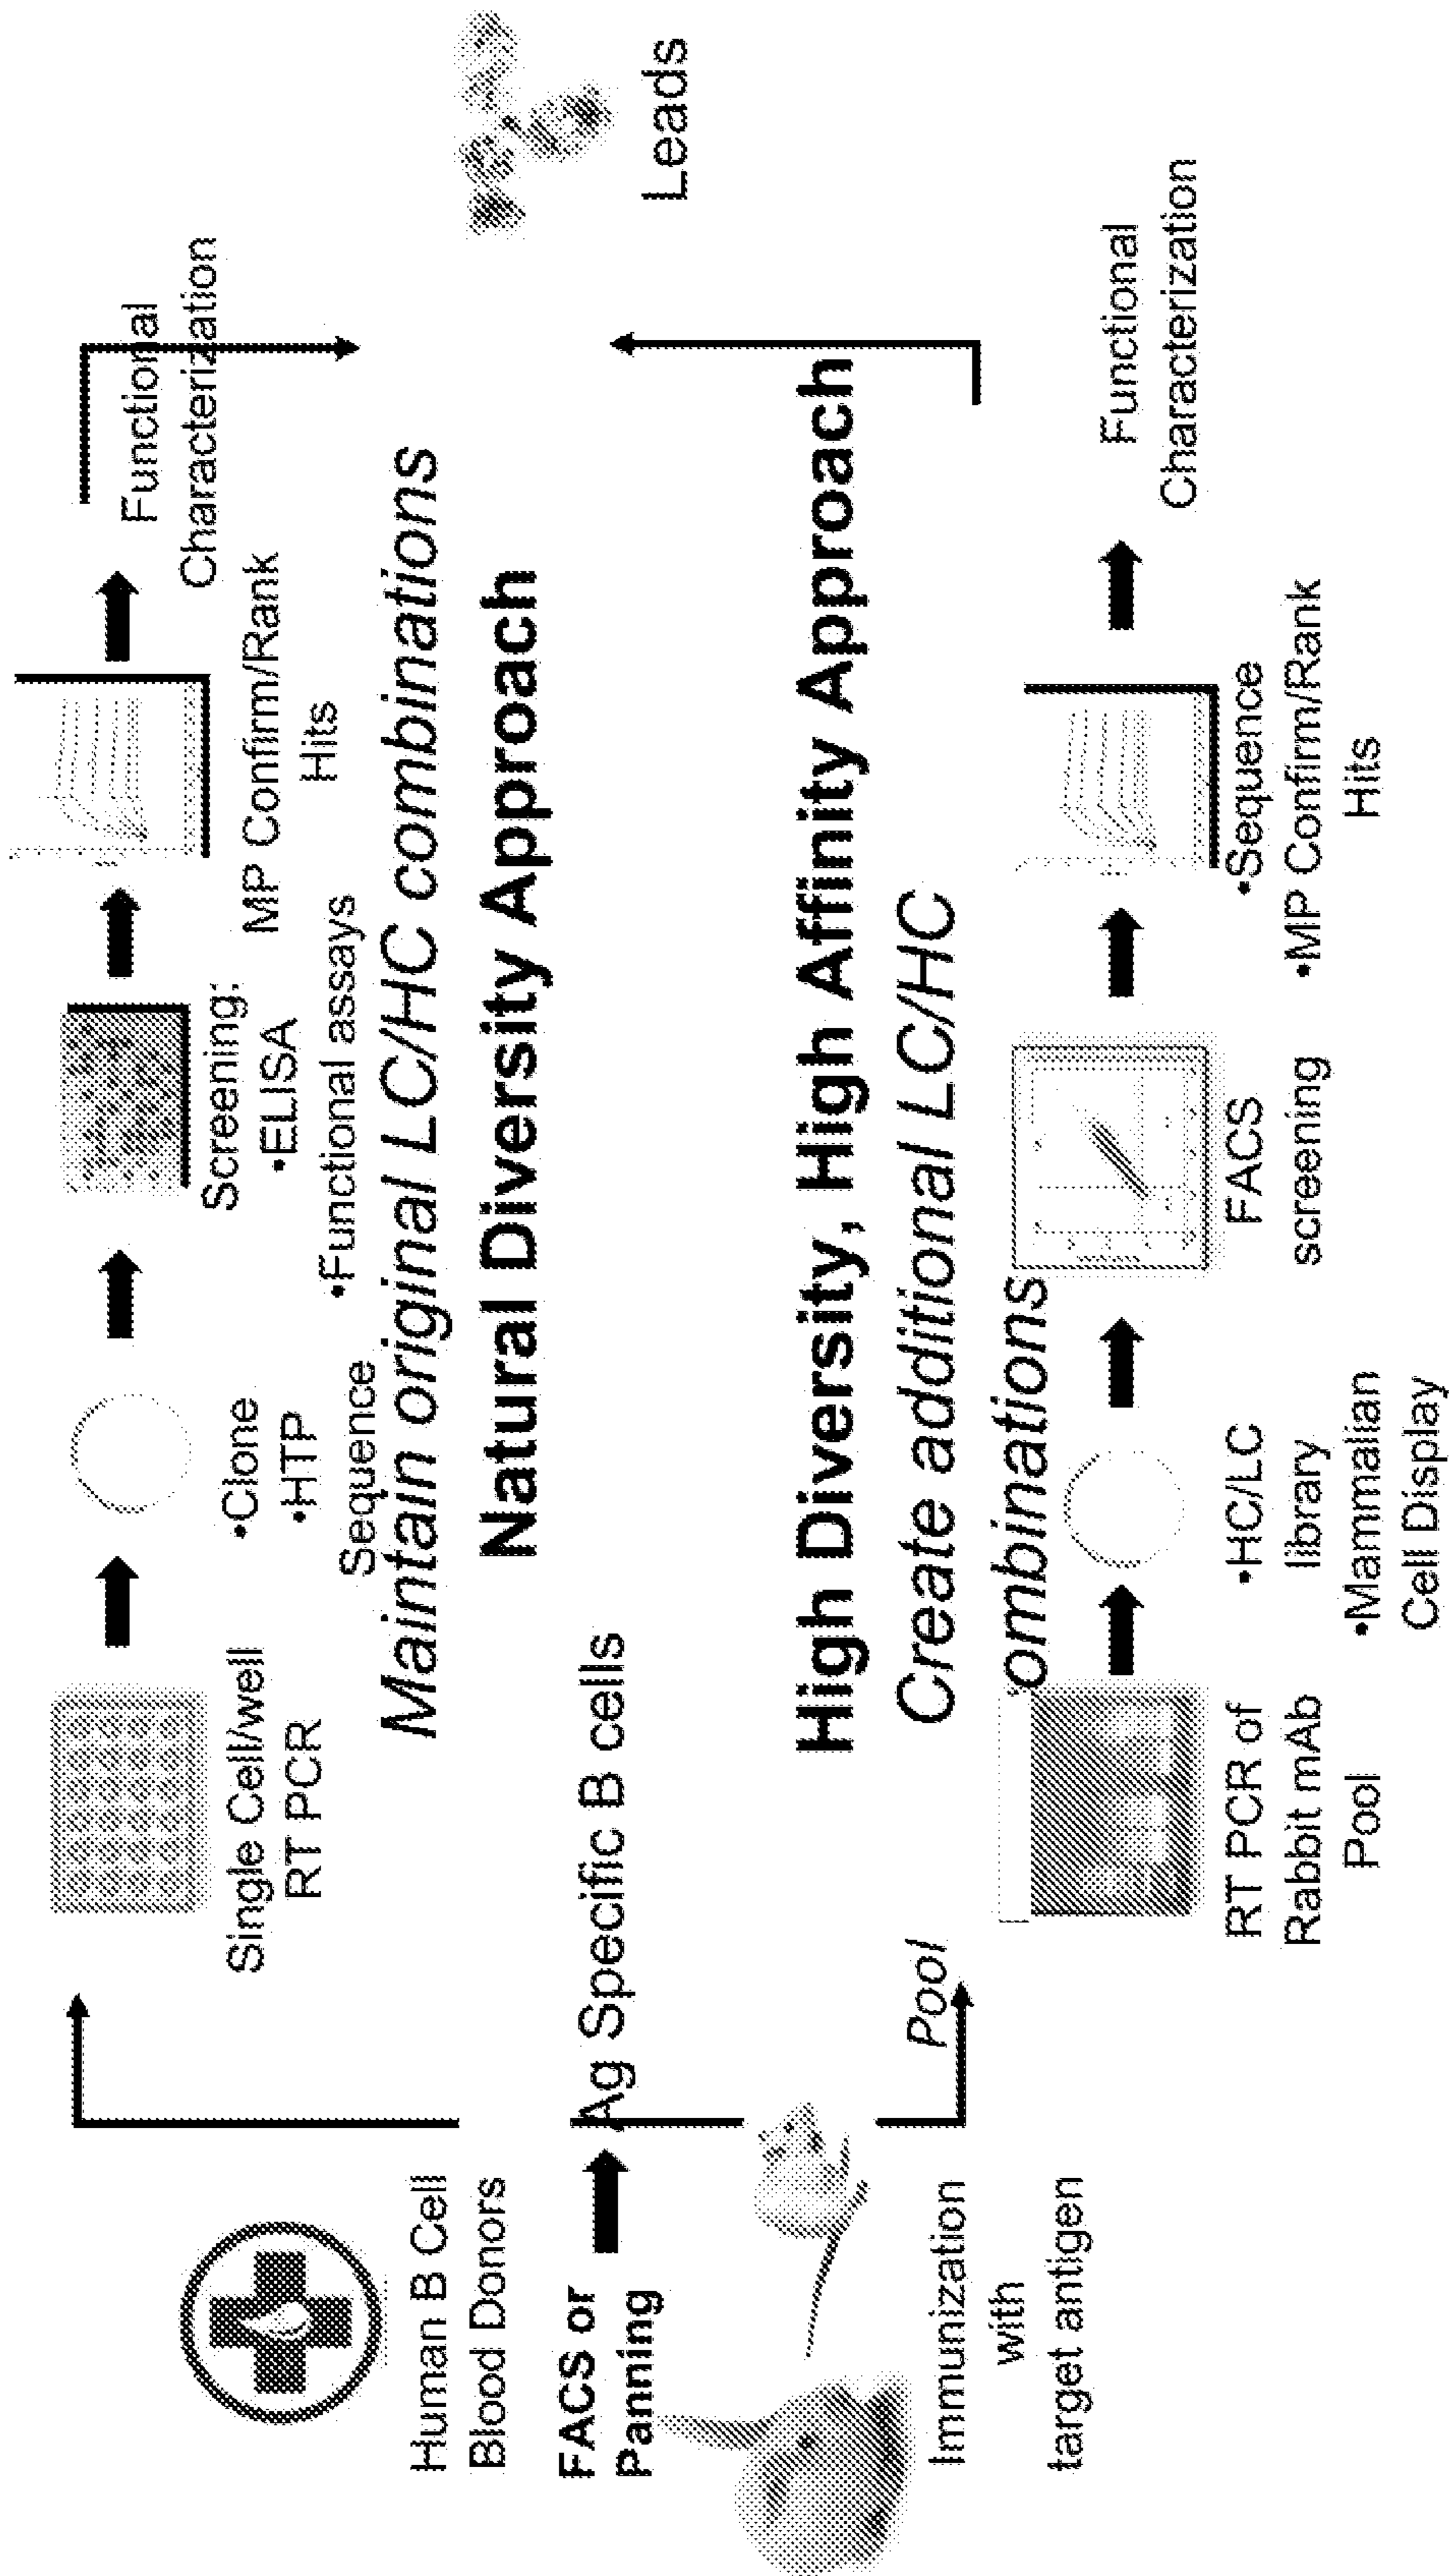 Human B Cell
Blood Donors
FACS or
Panning
Immunization
with
target antigen
Ag Specific B cells
Pool
Single Cell/well
RT PCR
•Clone
•HTP
Sequence
Screening:
•ELISA
•Functional assays
MP Confirm/Rank
Hits
Functional
Characterization
Maintain original LC/HC combinations
Natural Diversity Approach
High Diversity, High Affinity Approach
Create additional LC/HC
ombinations
RT PCR of
Rabbit mAb
Pool
•HC/LC
library
•Mammalian
Cell Display
FACS
screening
•Sequence
•MP Confirm/Rank
Hits
Functional
Characterization
Leads